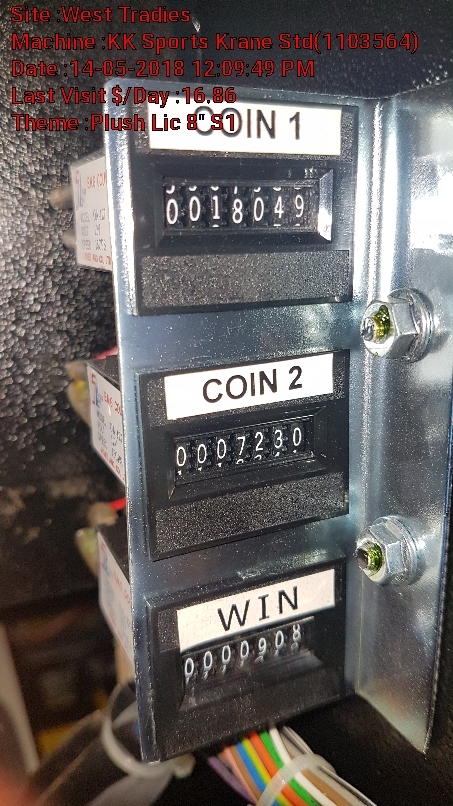 Site :West Tradies
Machine :KK Sports Krane Std(1103564)
Date :14-05-2018 12:09:49 PM
Last Visit $/Day :16.86
Theme :Plush Lic 8" S1
COIN 1
0018049
COIN 2
0007230
WIN
0000908